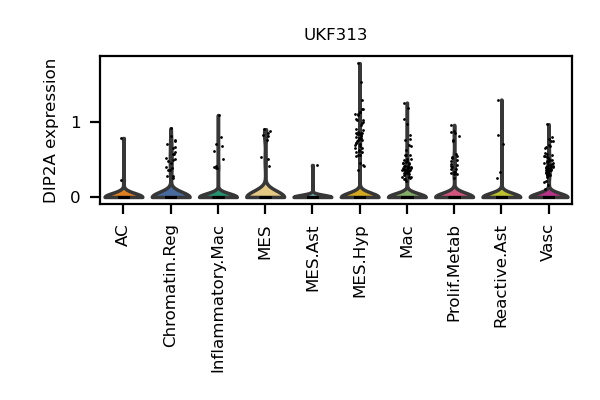 UKF313
DIP2A expression
1
0
AC
Chromatin.Reg
Inflammatory.Mac
MES
MES.Ast
MES.Hyp
Mac
Prolif.Metab
Reactive.Ast
Vasc